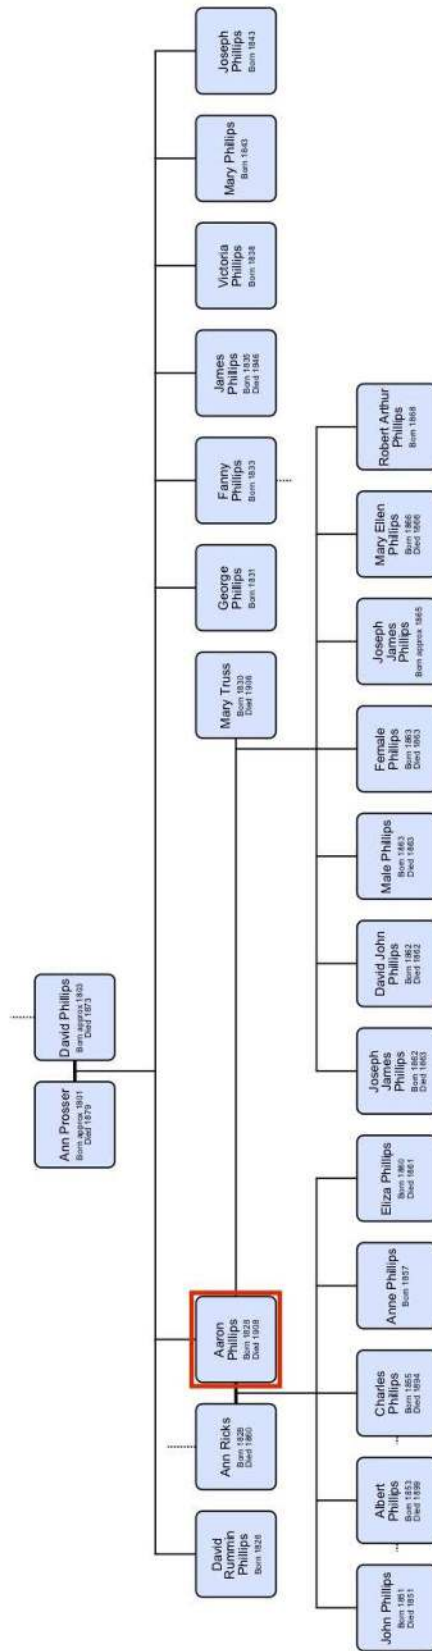 Ann Prosser
Born approx 1801
Died 1879
David Phillips
Born approx 1803
Died 1873
David
Rummin
Phillips
Born 1826
Ann Ricks
Born 1828
Died 1860
Aaron
Phillips
Born 1828
Died 1908
Mary Truss
Born 1830
Died 1906
George
Phillips
Born 1831
Fanny
Phillips
Born 1833
James
Phillips
Born 1835
Died 1846
Victoria
Phillips
Born 1838
Mary Phillips
Born 1843
Joseph
Phillips
Born 1843
John Phillips
Born 1851
Died 1851
Albert
Phillips
Born 1853
Died 1899
Charles
Phillips
Born 1855
Died 1894
Anne Phillips
Born 1857
Eliza Phillips
Born 1860
Died 1861
Joseph
James
Phillips
Born 1862
Died 1863
David John
Phillips
Born 1862
Died 1862
Male Phillips
Born 1863
Died 1863
Female
Phillips
Born 1863
Died 1863
Joseph
James
Phillips
Born approx 1865
Mary Ellen
Phillips
Born 1866
Died 1866
Robert Arthur
Phillips
Born 1868